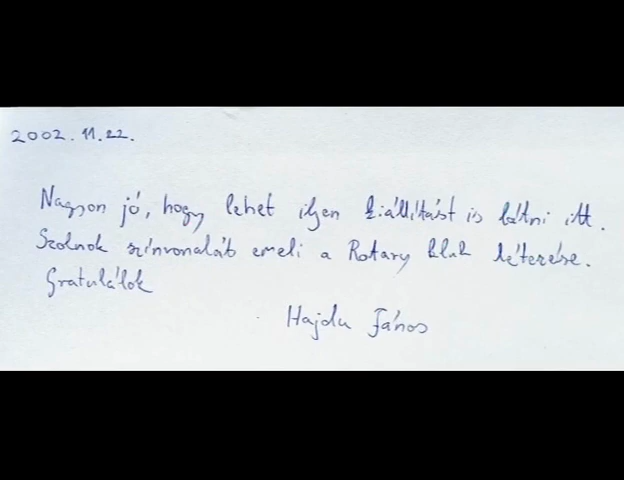 2002. 11. 22.
Nagyon jó, hogy lehet ilyen kiállítást is látni itt.
Szolnok színvonalát emeli a Rotary klub létezése.
Gratulálok
Hajdu János